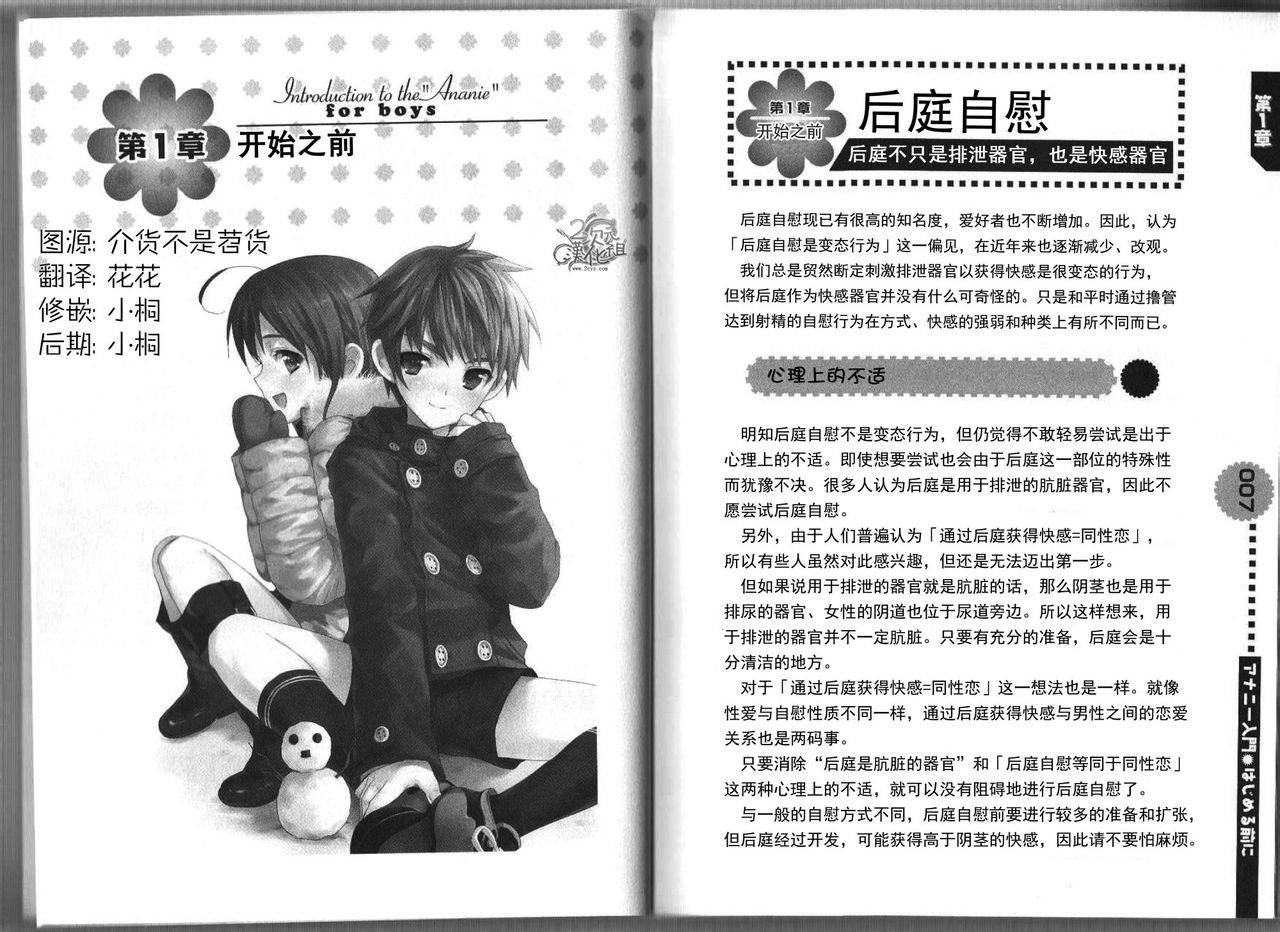 Introduction to the "Ananie"
for boys
第1章 开始之前
图源: 介货不是苕货
翻译: 花花
修嵌: 小桐
后期: 小桐
www.2cyz.com
第1章
开始之前
后庭自慰
后庭不只是排泄器官，也是快感器官
后庭自慰现已有很高的知名度，爱好者也不断增加。因此，认为
「后庭自慰是变态行为」这一偏见，在近年来也逐渐减少、改观。
我们总是贸然断定刺激排泄器官以获得快感是很变态的行为，
但将后庭作为快感器官并没有什么可奇怪的。只是和平时通过撸管
达到射精的自慰行为在方式、快感的强弱和种类上有所不同而已。
心理上的不适
明知后庭自慰不是变态行为，但仍觉得不敢轻易尝试是出于
心理上的不适。即使想要尝试也会由于后庭这一部位的特殊性
而犹豫不决。很多人认为后庭是用于排泄的肮脏器官，因此不
愿尝试后庭自慰。
另外，由于人们普遍认为「通过后庭获得快感=同性恋」，
所以有些人虽然对此感兴趣，但还是无法迈出第一步。
但如果说用于排泄的器官就是肮脏的话，那么阴茎也是用于
排尿的器官、女性的阴道也位于尿道旁边。所以这样想来，用
于排泄的器官并不一定肮脏。只要有充分的准备，后庭会是十
分清洁的地方。
对于「通过后庭获得快感=同性恋」这一想法也是一样。就像
性爱与自慰性质不同一样，通过后庭获得快感与男性之间的恋爱
关系也是两码事。
只要消除“后庭是肮脏的器官”和「后庭自慰等同于同性恋」
这两种心理上的不适，就可以没有阻碍地进行后庭自慰了。
与一般的自慰方式不同，后庭自慰前要进行较多的准备和扩张，
但后庭经过开发，可能获得高于阴茎的快感，因此请不要怕麻烦。
第1章
007
アナニー入門はじめる前に